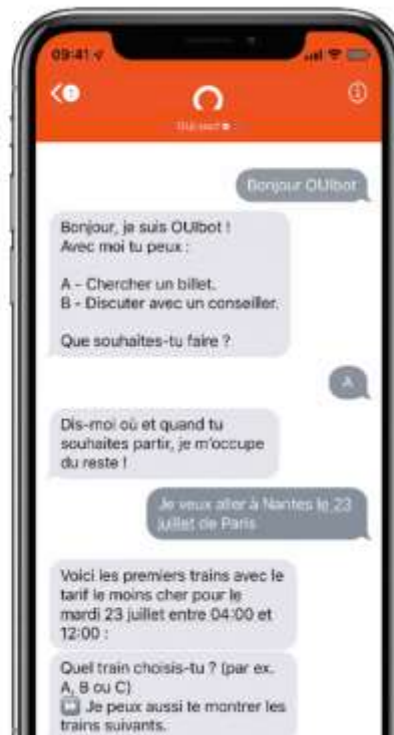 09:41
Bonjour OUIbot
Bonjour, je suis OUIbot !
Avec moi tu peux :
A - Chercher un billet.
B - Discuter avec un conseiller.
Que souhaites-tu faire ?
A
Dis-moi où et quand tu
souhaites partir, je m'occupe
du reste !
Je veux aller à Nantes le 23
juillet de Paris
Voici les premiers trains avec le
tarif le moins cher pour le
mardi 23 juillet entre 04:00 et
12:00 :
Quel train choisis-tu ? (par ex.
A, B ou C)
Je peux aussi te montrer les
trains suivants.